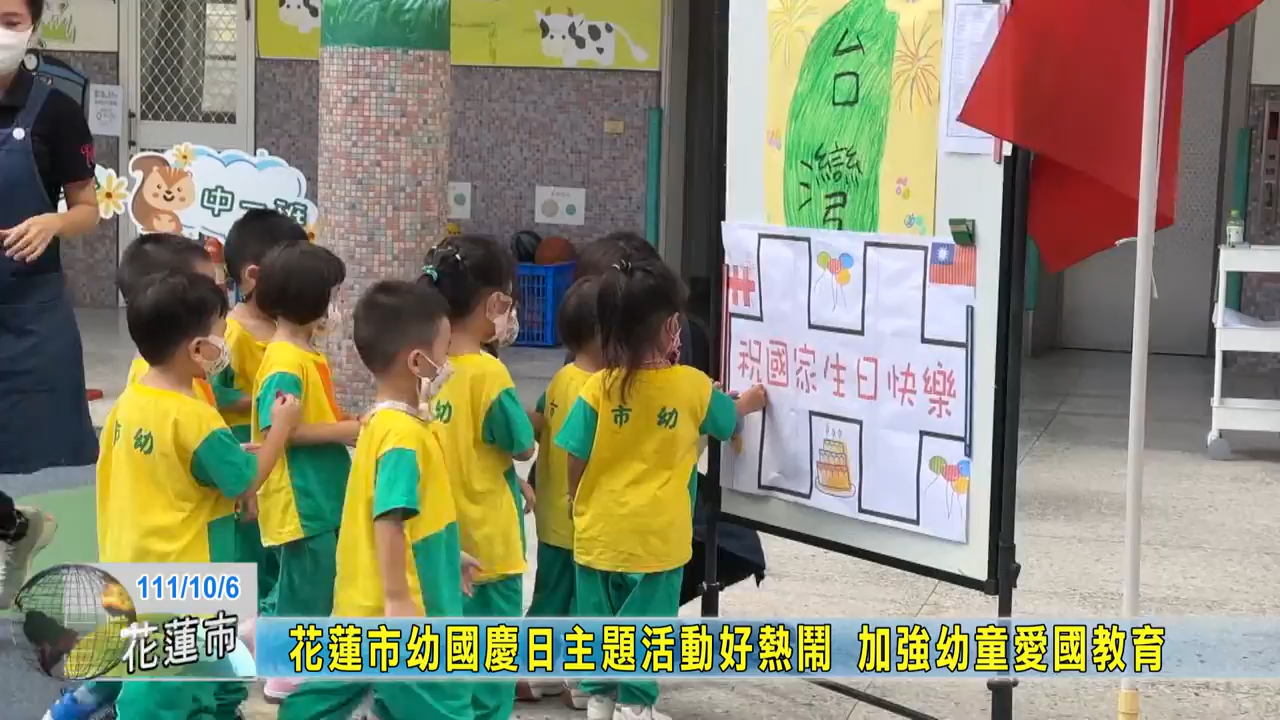 台
灣
中一班
祝國家生日快樂
市幼
市幼
幼
111/10/6
花蓮市
花蓮市幼國慶日主題活動好熱鬧 加強幼童愛國教育